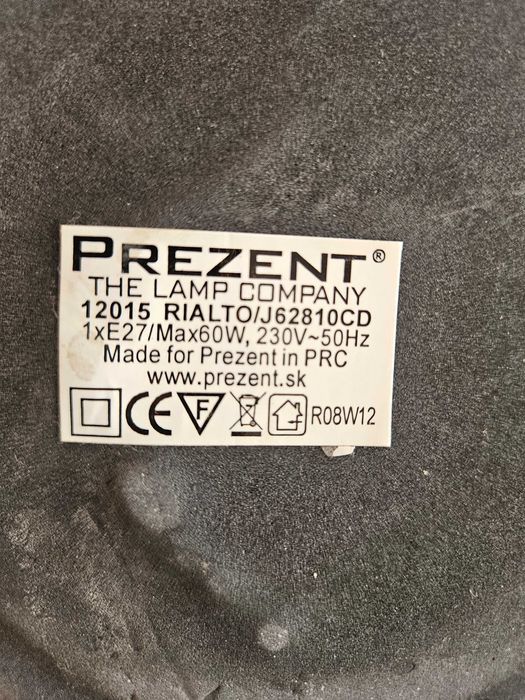 PREZENT®
THE LAMP COMPANY
12015 RIALTO/J62810CD
1xE27/Max60W, 230V~50Hz
Made for Prezent in PRC
www.prezent.sk
CE F R08W12